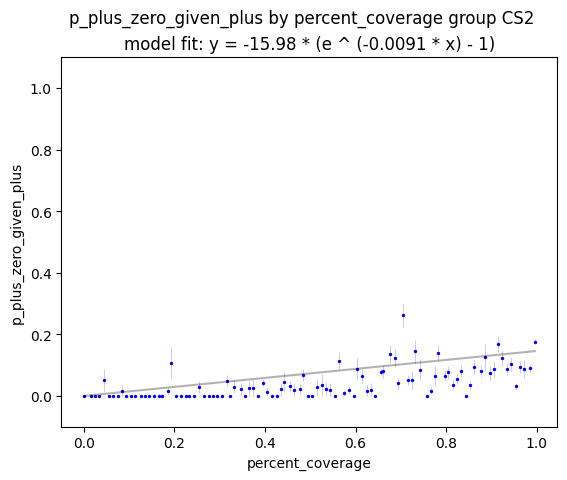 p_plus_zero_given_plus by percent_coverage group CS2
model fit: y = -15.98 * (e ^ (-0.0091 * x) - 1)
1.0
0.8
0.6
0.4
0.2
0.0
p_plus_zero_given_plus
0.0 0.2 0.4 0.6 0.8 1.0
percent_coverage